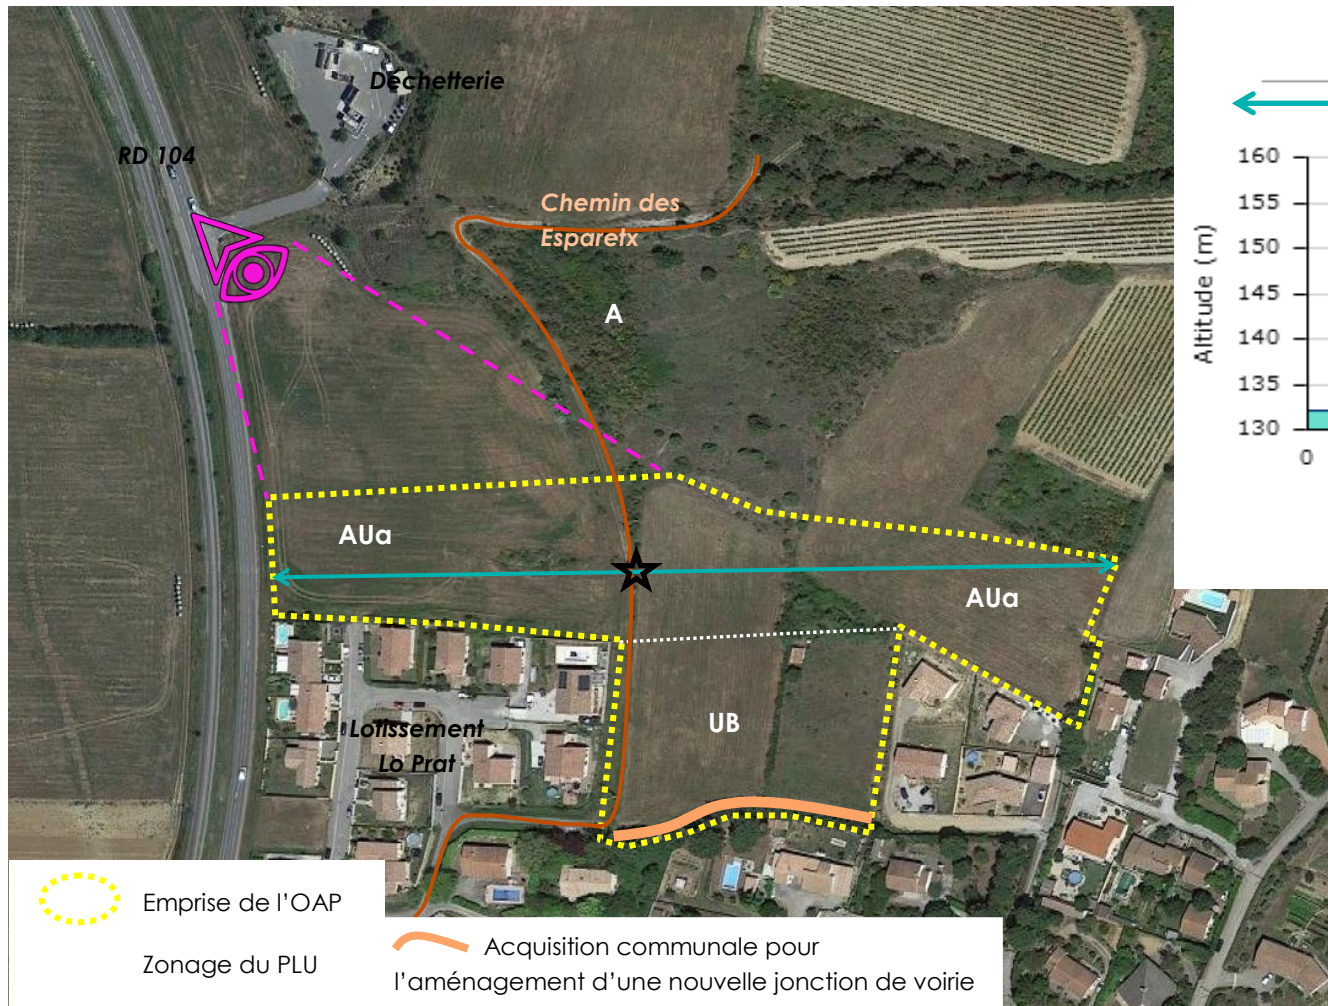 Déchetterie
RD 104
Chemin des
Esparetx
A
AUa
AUa
UB
Lotissement
Lo Prat
Altitude (m)
160
155
150
145
140
135
130
0
Emprise de l'OAP
Zonage du PLU
Acquisition communale pour
l'aménagement d'une nouvelle jonction de voirie